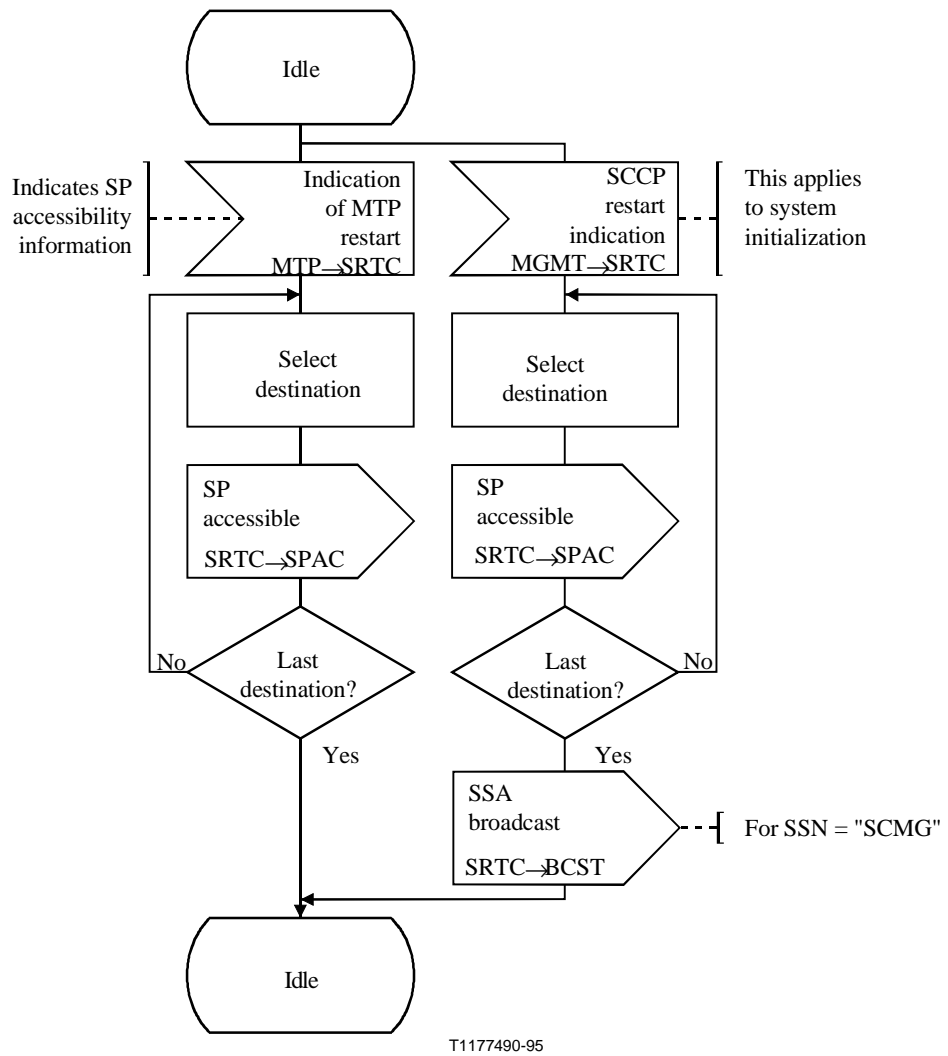 Idle
Indicates SP
accessibility
information
Indication
of MTP
restart
MTP→SRTC
SCCP
restart
indication
MGMT→SRTC
This applies
to system
initialization
Select
destination
Select
destination
SP
accessible
SRTC→SPAC
SP
accessible
SRTC→SPAC
No
Last
destination?
Last
destination?
No
Yes
Yes
SSA
broadcast
SRTC→BCST
For SSN = "SCMG"
Idle
T1177490-95